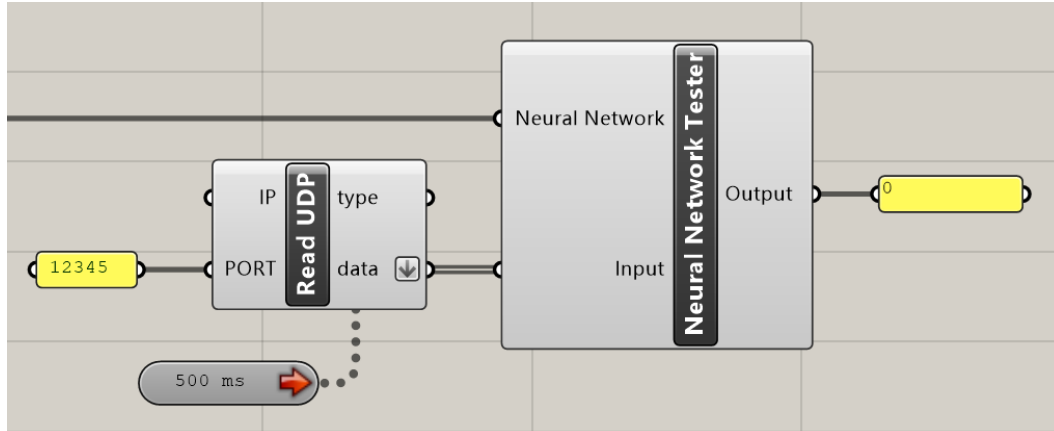 Neural Network
Neural Network Tester
Output
0
Input
IP
Read UDP
type
PORT
data
12345
500 ms